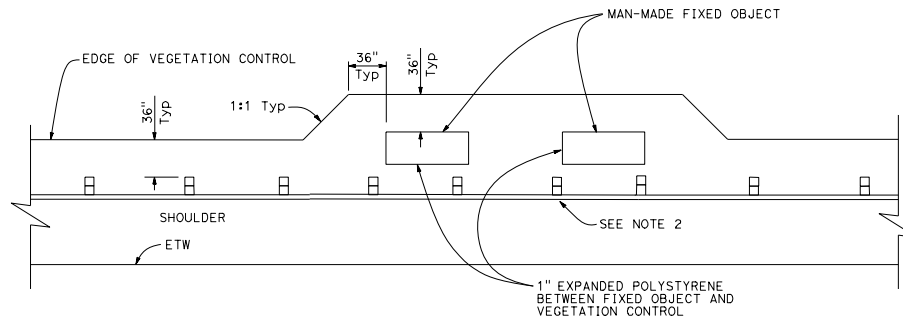 MAN-MADE FIXED OBJECT
36"
Typ
36"
Typ
EDGE OF VEGETATION CONTROL
1:1 Typ
36"
Typ
SHOULDER
SEE NOTE 2
ETW
1" EXPANDED POLYSTYRENE
BETWEEN FIXED OBJECT AND
VEGETATION CONTROL